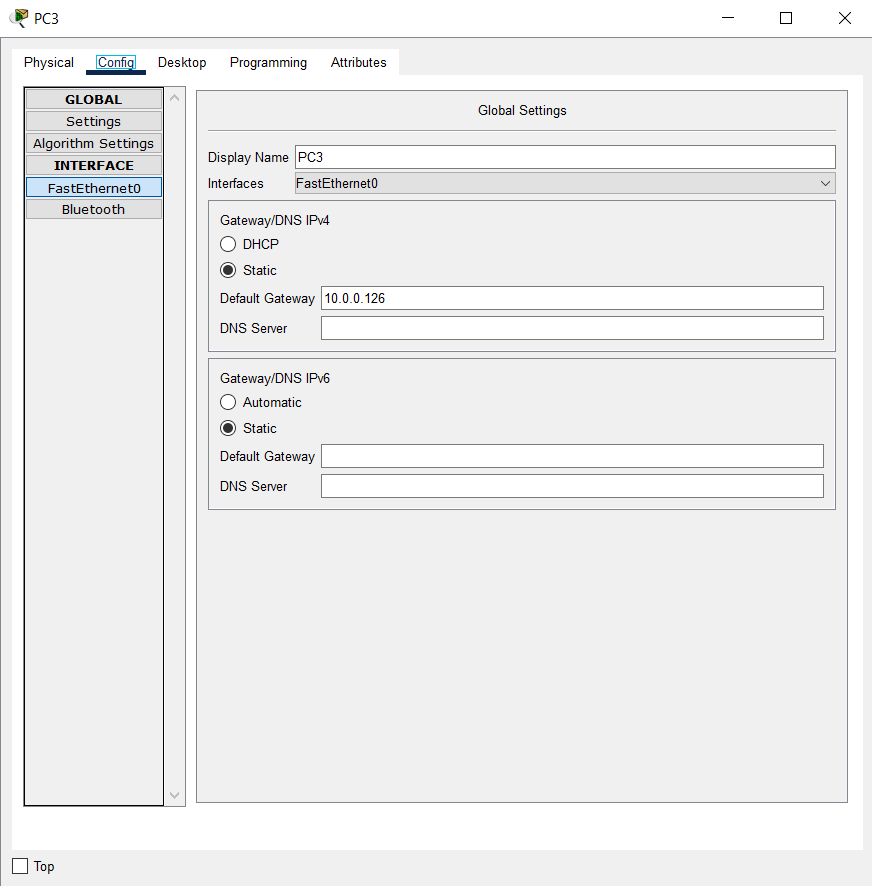 PC3
Physical Config Desktop Programming Attributes
GLOBAL
Settings
Algorithm Settings
INTERFACE
FastEthernet0
Bluetooth
Global Settings
Display Name PC3
Interfaces FastEthernet0
Gateway/DNS IPv4
DHCP
Static
Default Gateway 10.0.0.126
DNS Server
Gateway/DNS IPv6
Automatic
Static
Default Gateway
DNS Server
Top